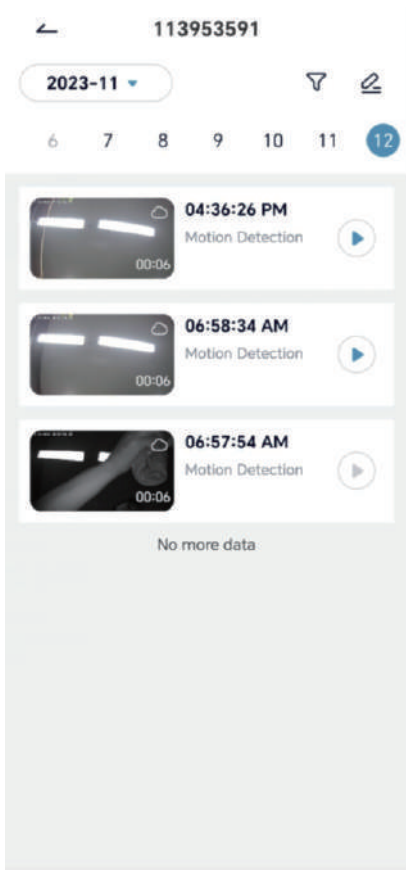 113953591
2023-11
6 7 8 9 10 11 12
04:36:26 PM
Motion Detection
00:06
06:58:34 AM
Motion Detection
00:06
06:57:54 AM
Motion Detection
00:06
No more data